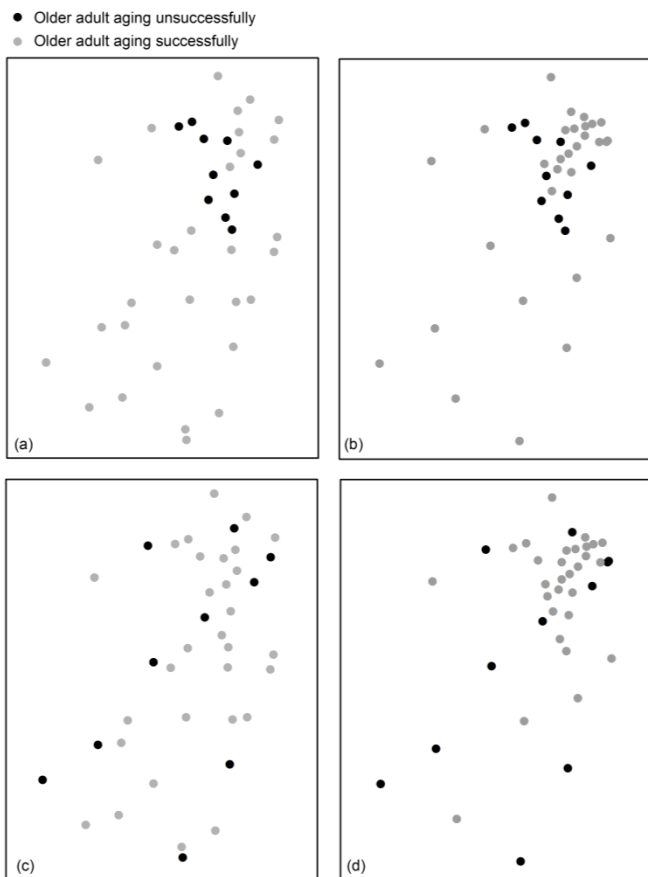 Older adult aging unsuccessfully
Older adult aging successfully
(a)
(b)
(c)
(d)